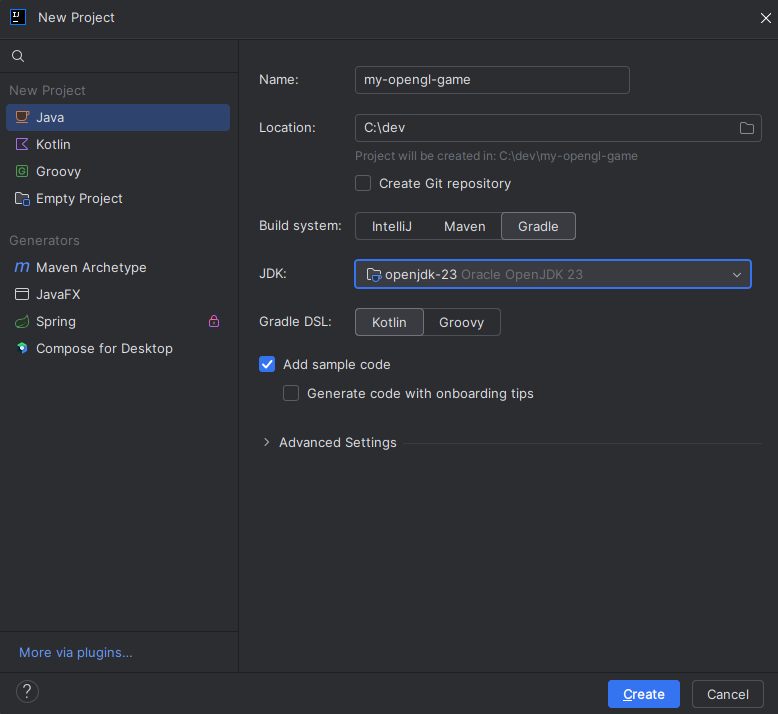 New Project
New Project
Java
Kotlin
Groovy
Empty Project
Generators
Maven Archetype
JavaFX
Spring
Compose for Desktop
More via plugins...
Name: my-opengl-game
Location: C:\dev
Project will be created in: C:\dev\my-opengl-game
Create Git repository
Build system: IntelliJ Maven Gradle
JDK: openjdk-23 Oracle OpenJDK 23
Gradle DSL: Kotlin Groovy
Add sample code
Generate code with onboarding tips
Advanced Settings
? Create Cancel